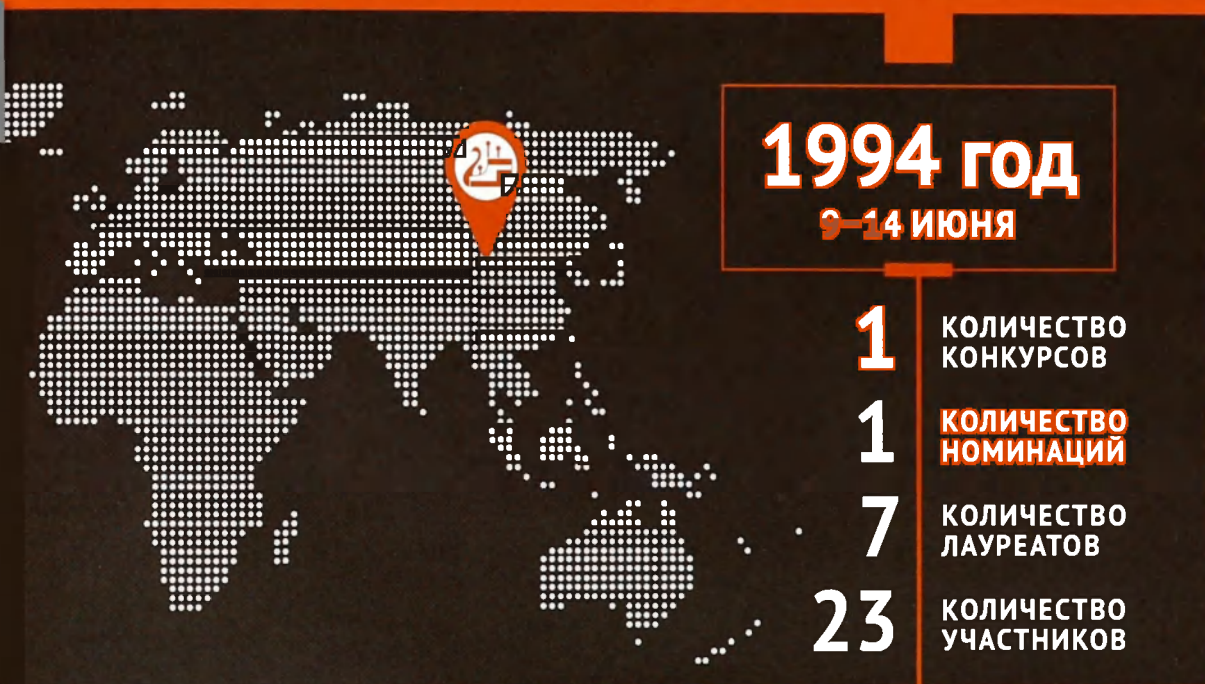 1994 год
9–14 ИЮНЯ
1
КОЛИЧЕСТВО
КОНКУРСОВ
1
КОЛИЧЕСТВО
НОМИНАЦИЙ
7
КОЛИЧЕСТВО
ЛАУРЕАТОВ
23
КОЛИЧЕСТВО
УЧАСТНИКОВ